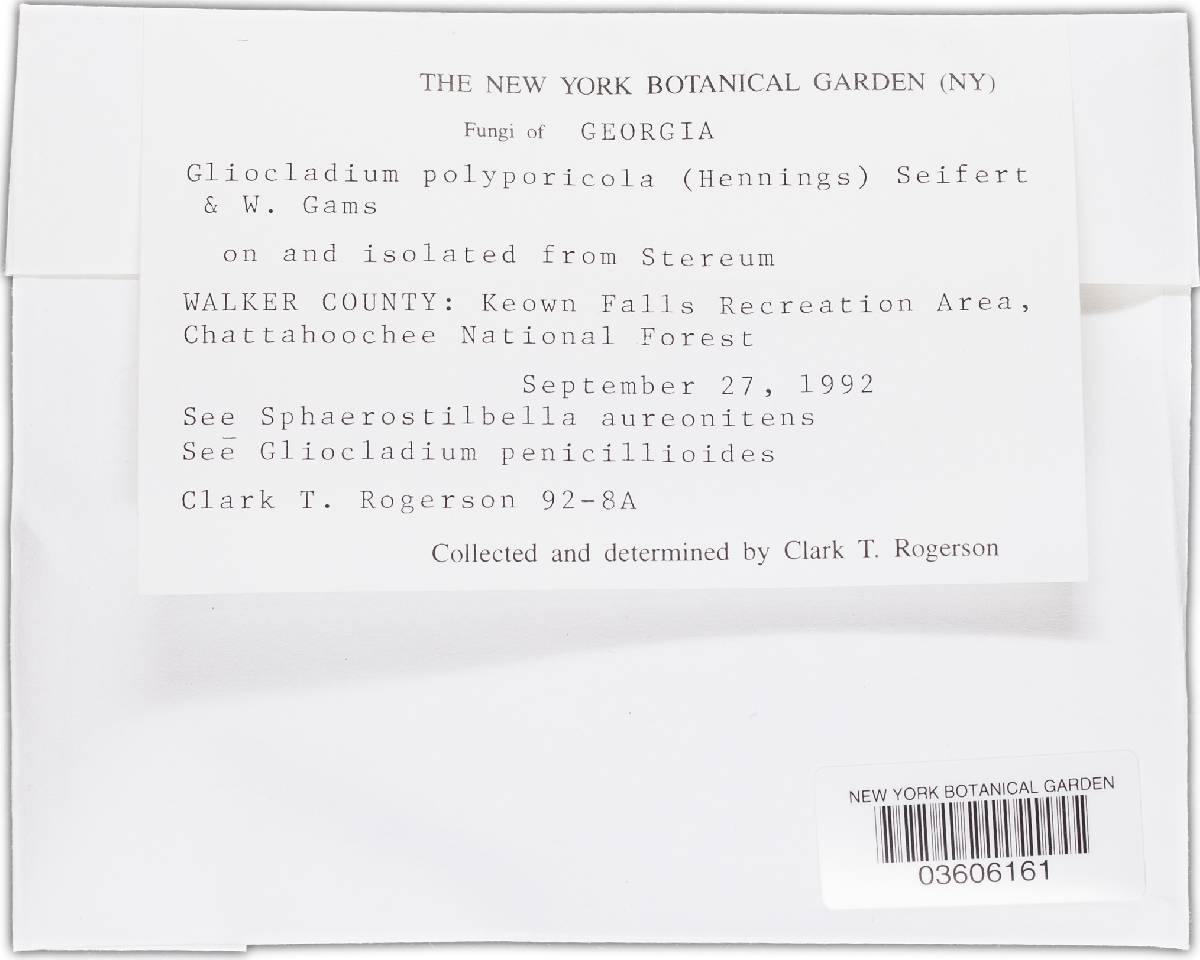 THE NEW YORK BOTANICAL GARDEN (NY)
Fungi of GEORGIA
Gliocladium polyporicola (Hennings) Seifert
& W. Gams
on and isolated from Stereum
WALKER COUNTY: Keown Falls Recreation Area,
Chattahoochee National Forest
September 27, 1992
See Sphaerostilbella aureonitens
See Gliocladium penicillioides
Clark T. Rogerson 92-8A
Collected and determined by Clark T. Rogerson
NEW YORK BOTANICAL GARDEN
03606161